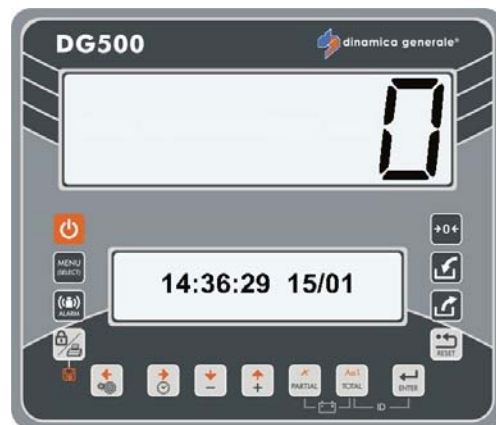 DG500
dinamica generale®
0
→0←
MENU
(SELECT)
14:36:29 15/01
ALARM
RESET
- + PARTIAL TOTAL ENTER
ID